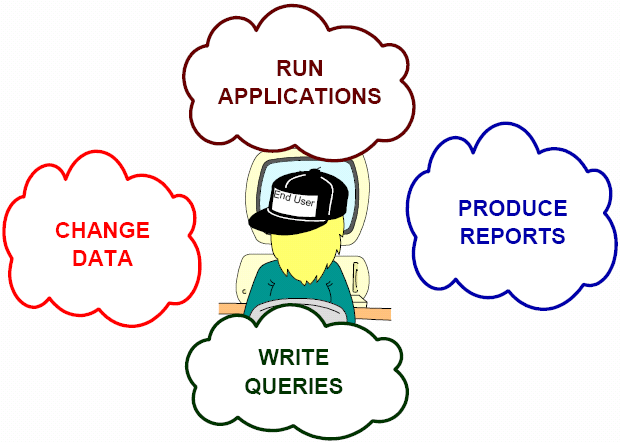 RUN
APPLICATIONS
End User
CHANGE
DATA
PRODUCE
REPORTS
WRITE
QUERIES